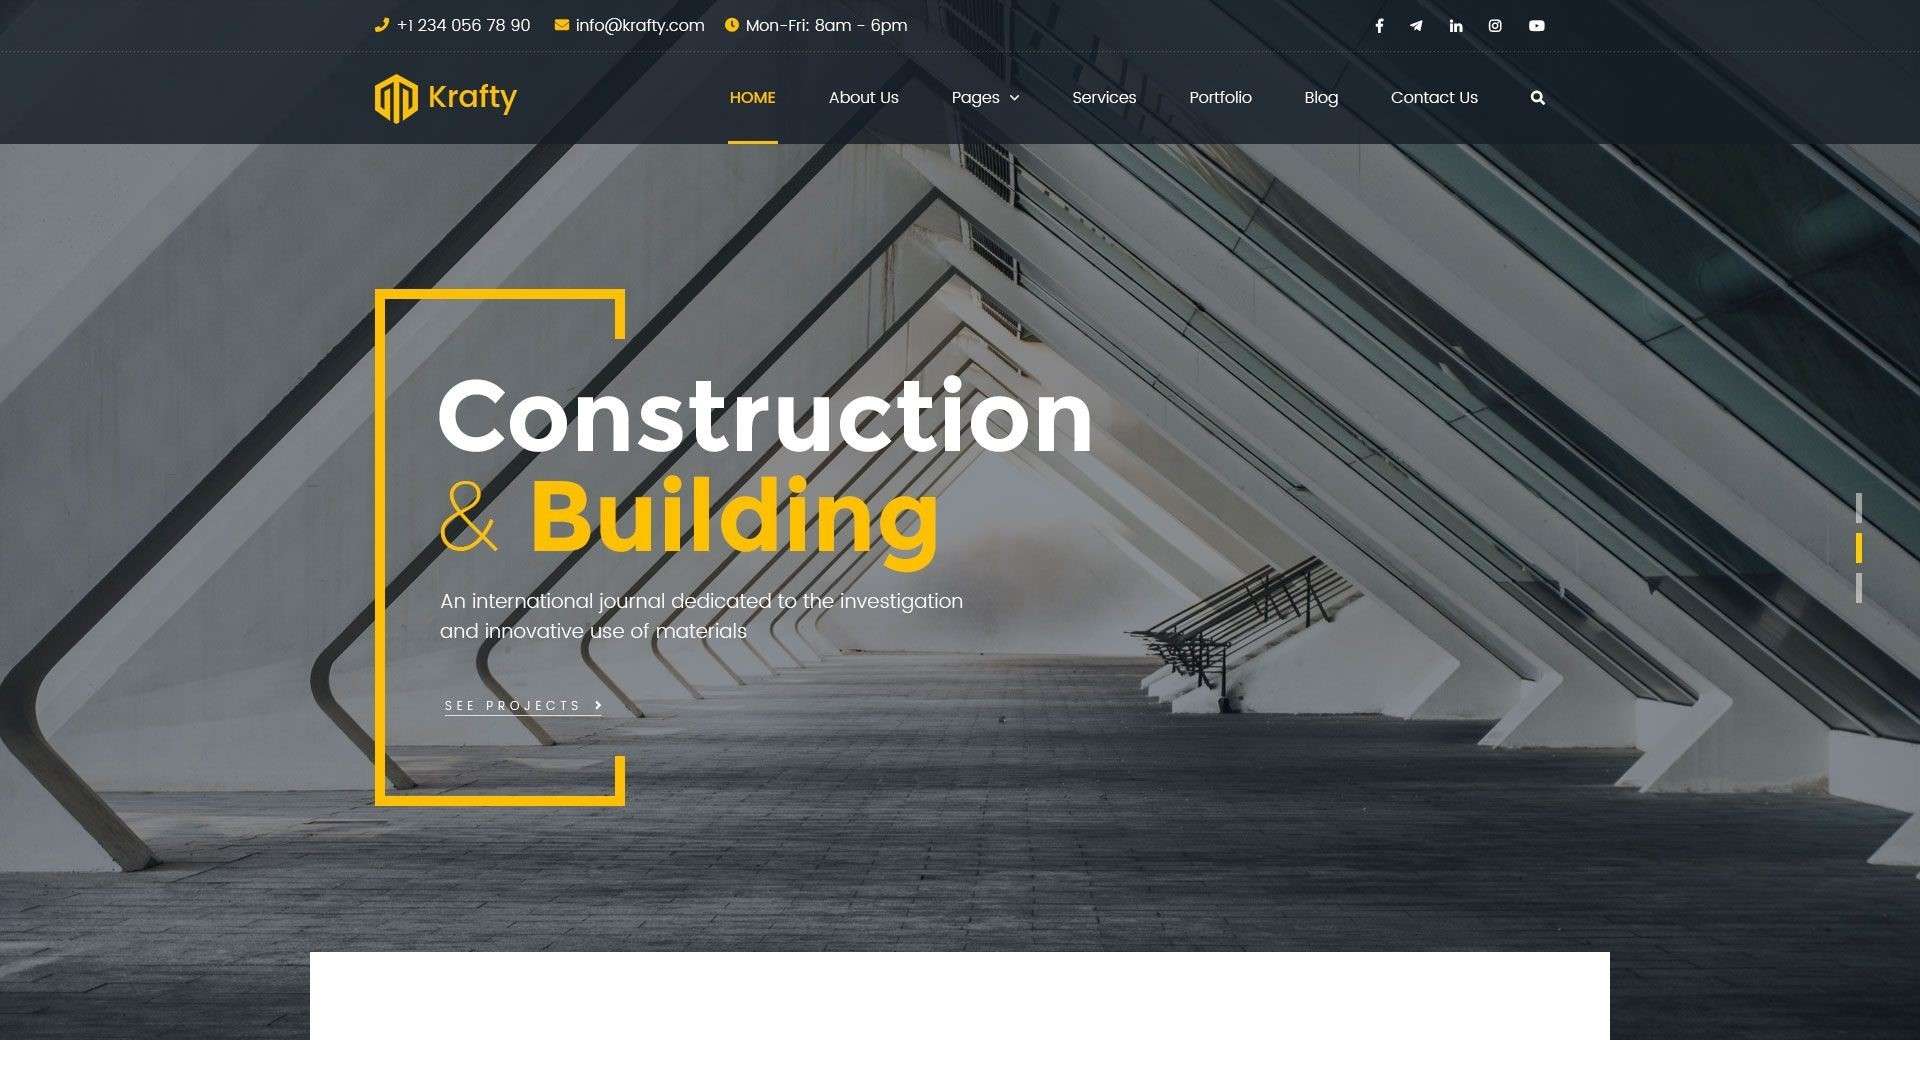 +1 234 056 78 90 info@krafty.com Mon-Fri: 8am - 6pm
Krafty HOME About Us Pages Services Portfolio Blog Contact Us
Construction
& Building
An international journal dedicated to the investigation
and innovative use of materials
SEE PROJECTS